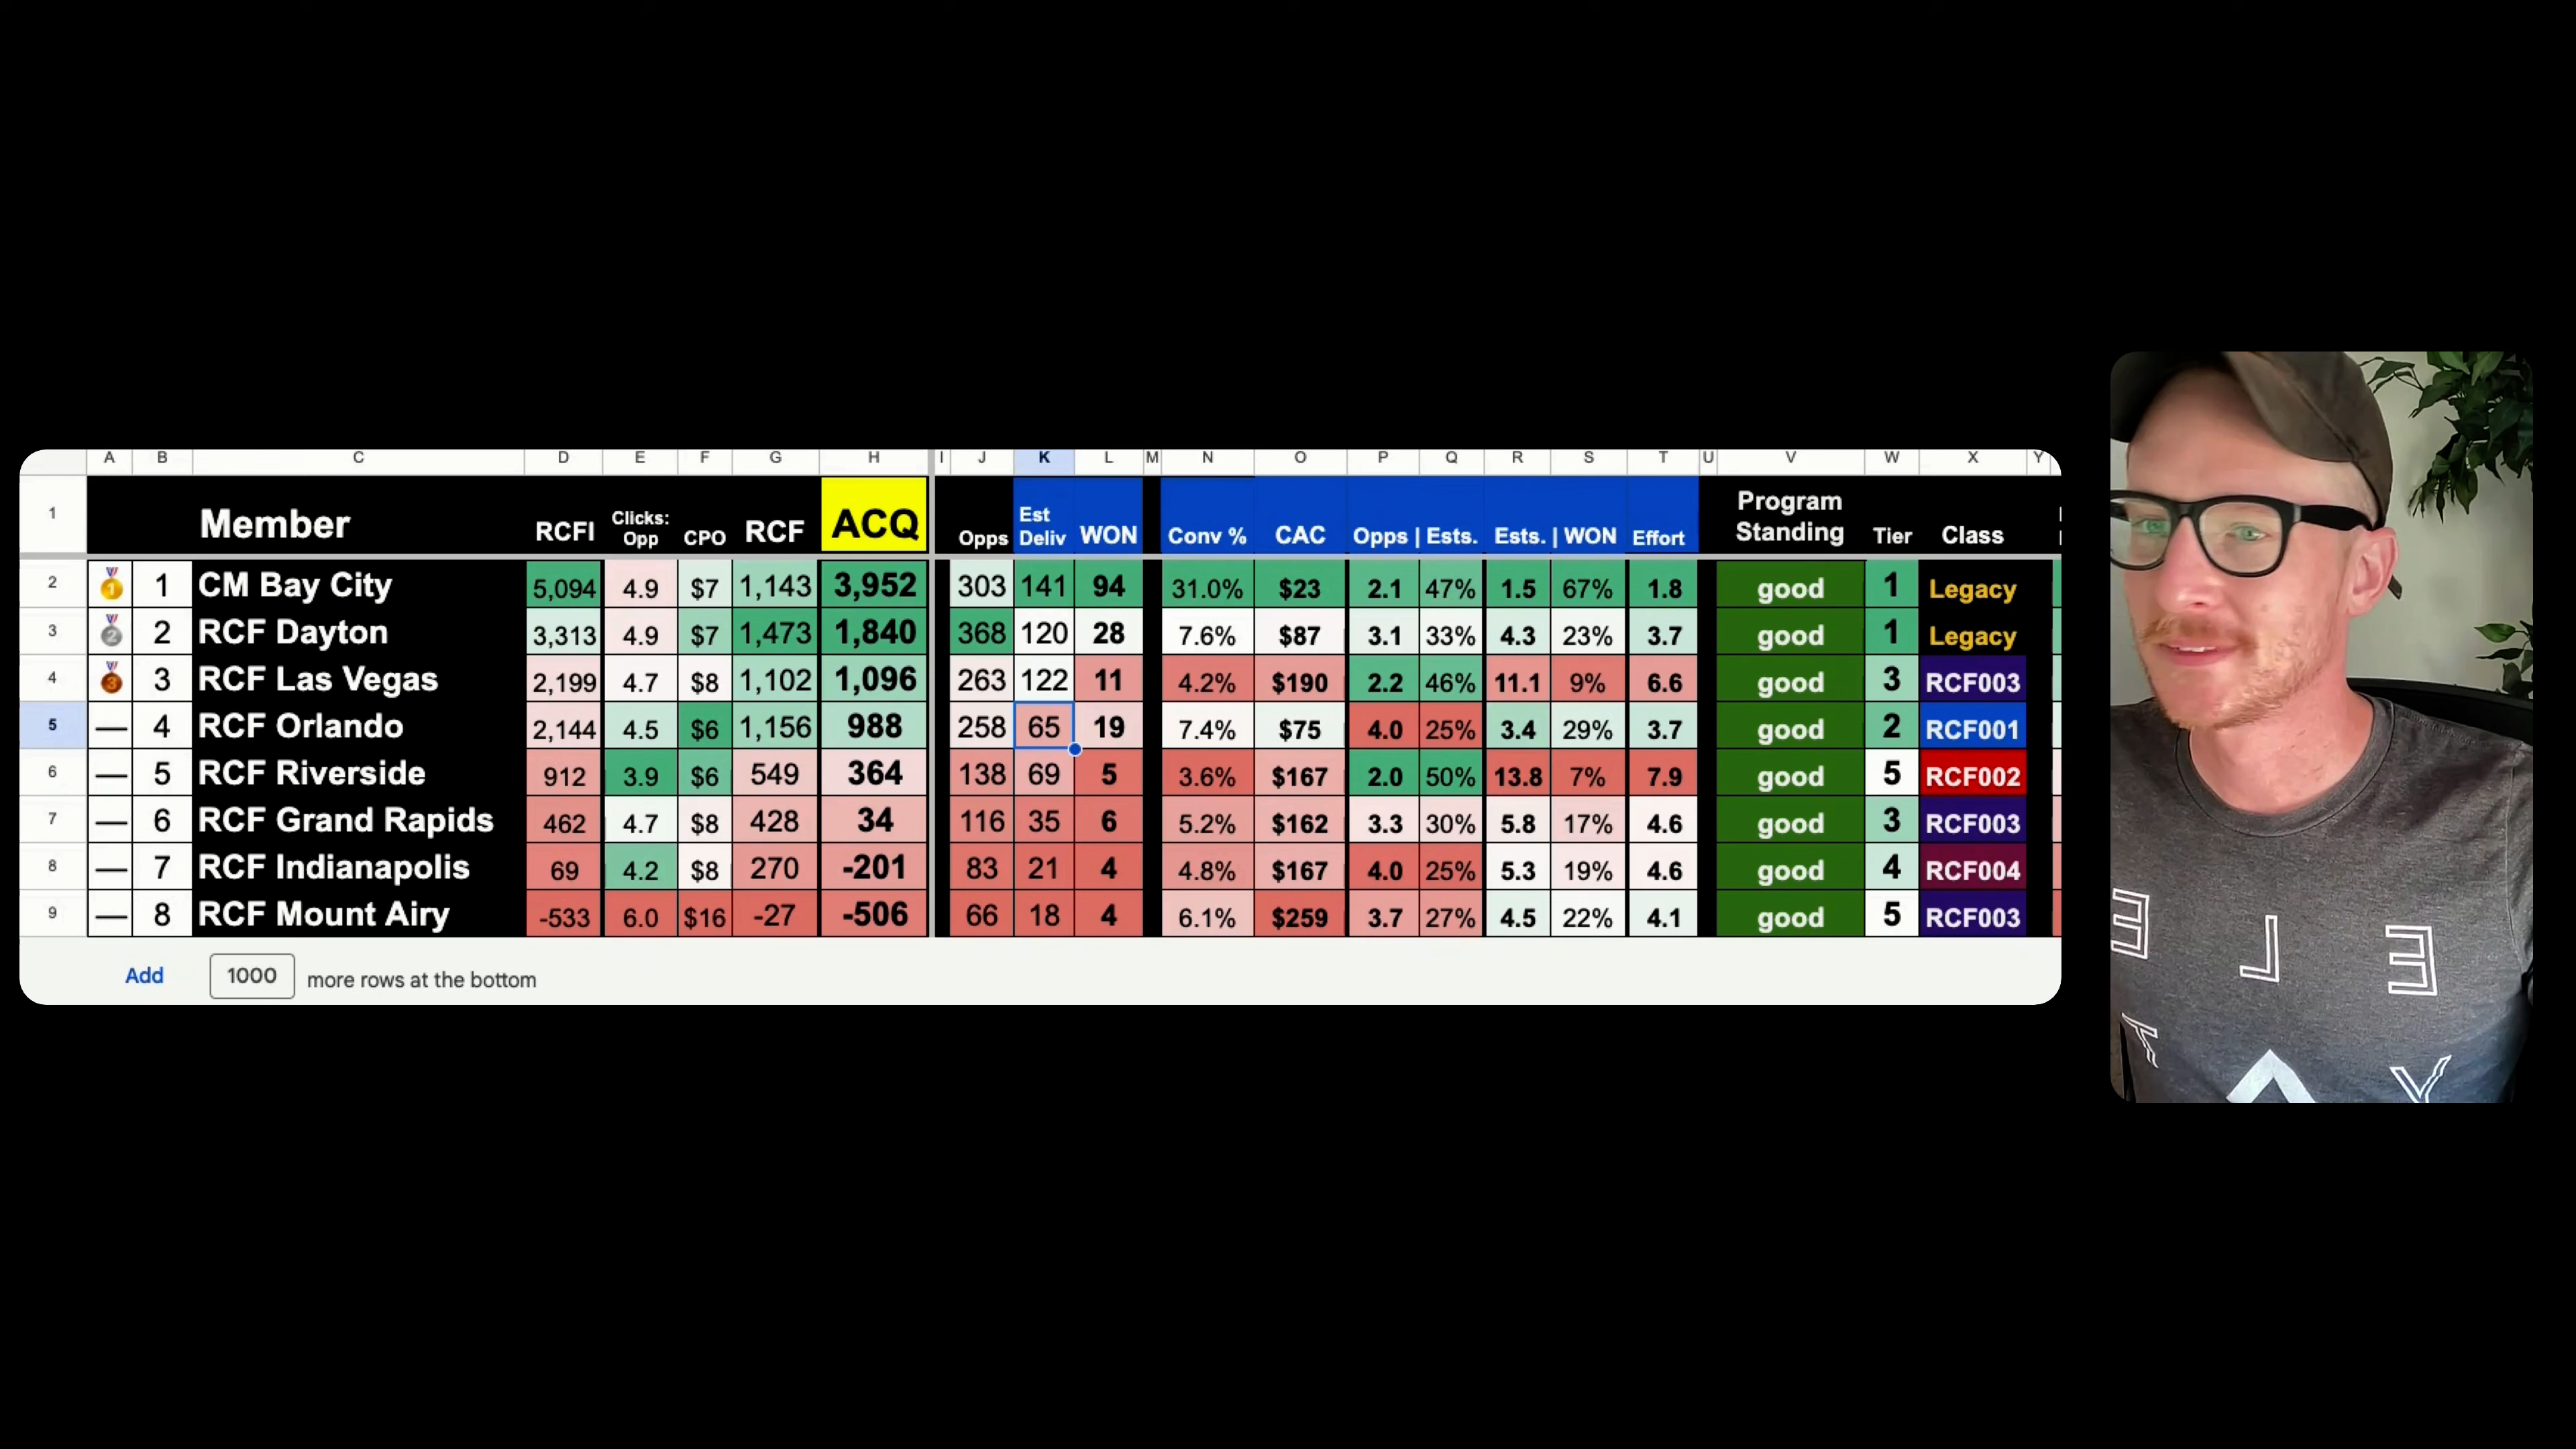 A B C D E F G H I J K L M N O P Q R S T U V W X Y
1 Member RCFI Clicks: Opp CPO RCF ACQ Opps Est Deliv WON Conv % CAC Opps | Ests. Ests. | WON Effort Program Standing Tier Class
2 1 1 CM Bay City 5,094 4.9 $7 1,143 3,952 303 141 94 31.0% $23 2.1 47% 1.5 67% 1.8 good 1 Legacy
3 2 2 RCF Dayton 3,313 4.9 $7 1,473 1,840 368 120 28 7.6% $87 3.1 33% 4.3 23% 3.7 good 1 Legacy
4 3 3 RCF Las Vegas 2,199 4.7 $8 1,102 1,096 263 122 11 4.2% $190 2.2 46% 11.1 9% 6.6 good 3 RCF003
5 — 4 RCF Orlando 2,144 4.5 $6 1,156 988 258 65 19 7.4% $75 4.0 25% 3.4 29% 3.7 good 2 RCF001
6 — 5 RCF Riverside 912 3.9 $6 549 364 138 69 5 3.6% $167 2.0 50% 13.8 7% 7.9 good 5 RCF002
7 — 6 RCF Grand Rapids 462 4.7 $8 428 34 116 35 6 5.2% $162 3.3 30% 5.8 17% 4.6 good 3 RCF003
8 — 7 RCF Indianapolis 69 4.2 $8 270 -201 83 21 4 4.8% $167 4.0 25% 5.3 19% 4.6 good 4 RCF004
9 — 8 RCF Mount Airy -533 6.0 $16 -27 -506 66 18 4 6.1% $259 3.7 27% 4.5 22% 4.1 good 5 RCF003
Add 1000 more rows at the bottom